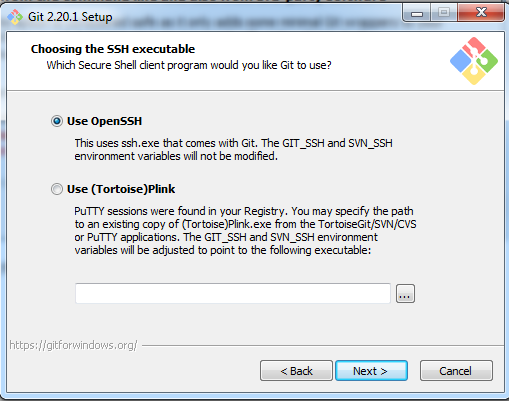 Git 2.20.1 Setup
Choosing the SSH executable
Which Secure Shell client program would you like Git to use?
Use OpenSSH
This uses ssh.exe that comes with Git. The GIT_SSH and SVN_SSH
environment variables will not be modified.
Use (Tortoise)Plink
PuTTY sessions were found in your Registry. You may specify the path
to an existing copy of (Tortoise)Plink.exe from the TortoiseGit/SVN/CVS
or PuTTY applications. The GIT_SSH and SVN_SSH environment
variables will be adjusted to point to the following executable:
...
https://gitforwindows.org/
< Back Next > Cancel